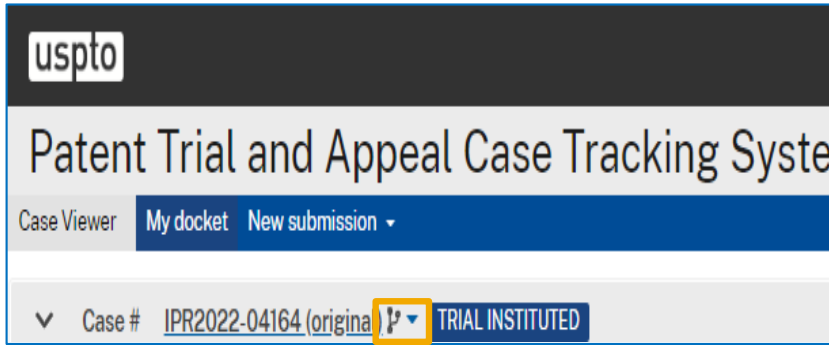 uspto
Patent Trial and Appeal Case Tracking Syste
Case Viewer My docket New submission
Case # IPR2022-04164 (original) TRIAL INSTITUTED